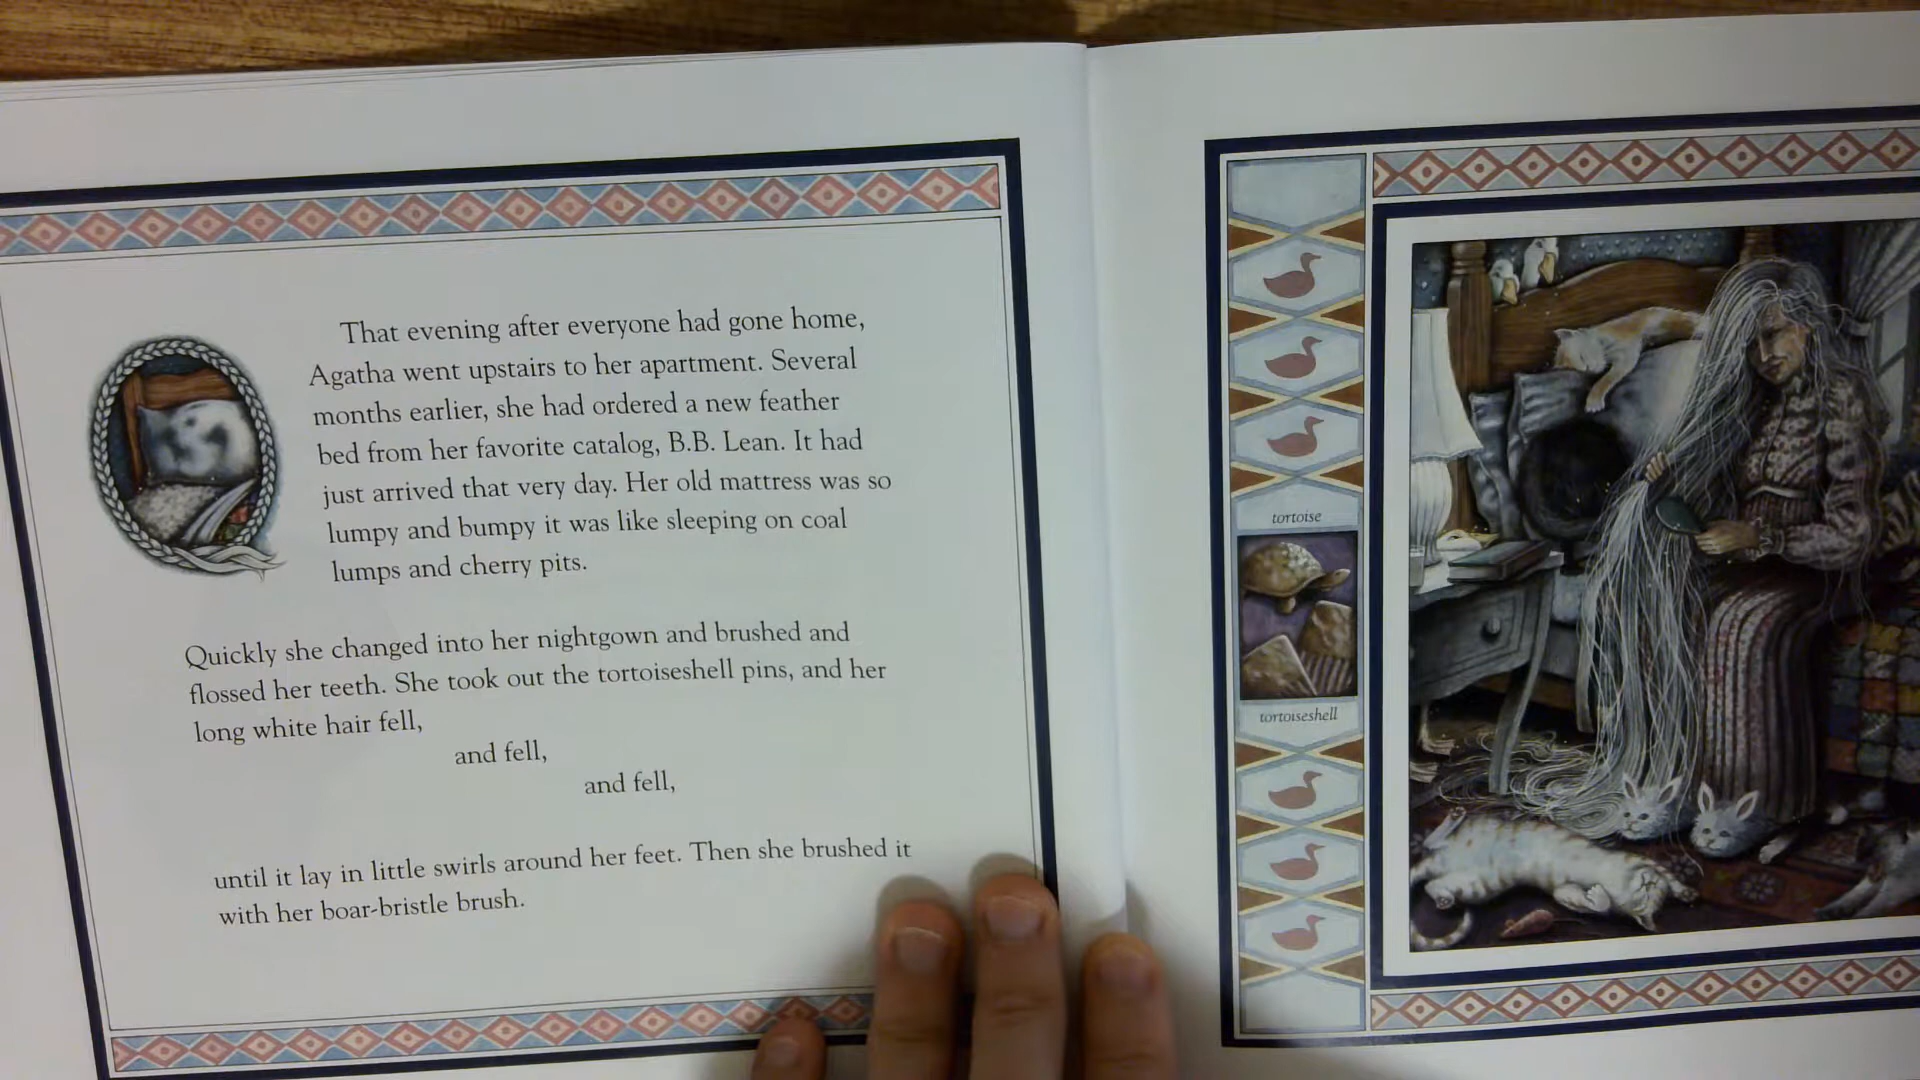 That evening after everyone had gone home,
Agatha went upstairs to her apartment. Several
months earlier, she had ordered a new feather
bed from her favorite catalog, B.B. Lean. It had
just arrived that very day. Her old mattress was so
lumpy and bumpy it was like sleeping on coal
lumps and cherry pits.
Quickly she changed into her nightgown and brushed and
flossed her teeth. She took out the tortoiseshell pins, and her
long white hair fell,
and fell,
and fell,
until it lay in little swirls around her feet. Then she brushed it
with her boar-bristle brush.
tortoise
tortoiseshell